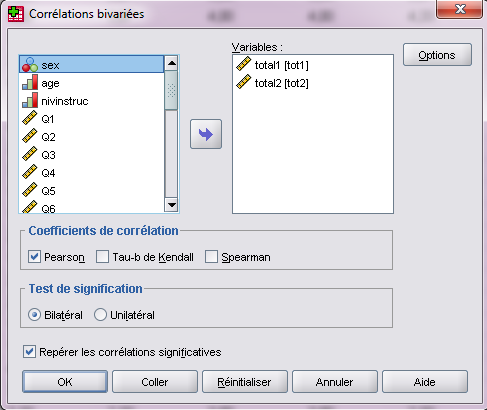 Corrélations bivariées
sex
age
nivinstruc
Q1
Q2
Q3
Q4
Q5
Q6
Variables :
total1 [tot1]
total2 [tot2]
Options
Coefficients de corrélation
Pearson Tau-b de Kendall Spearman
Test de signification
Bilatéral Unilatéral
Repérer les corrélations significatives
OK Coller Réinitialiser Annuler Aide